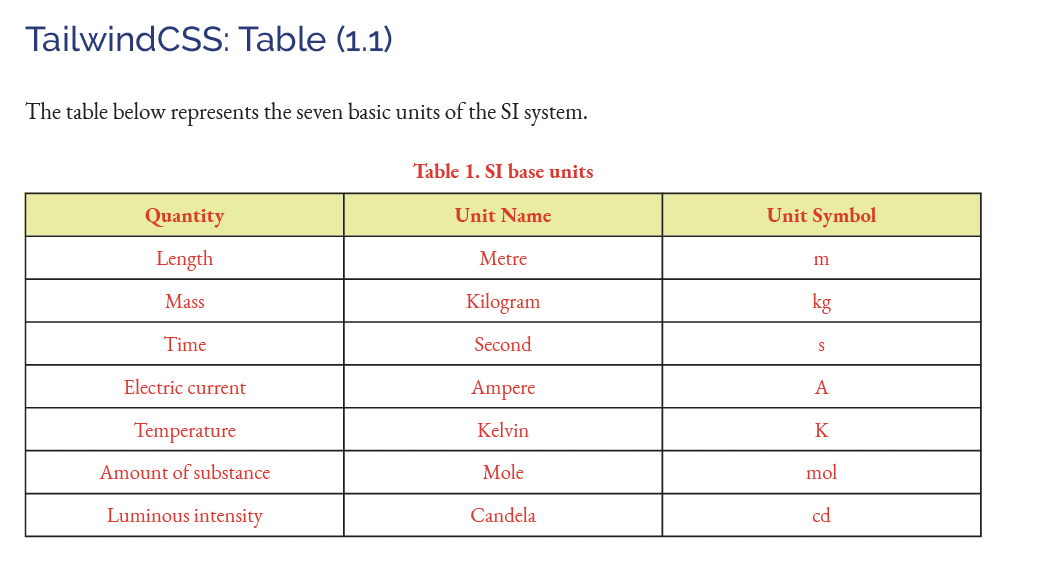 TailwindCSS: Table (1.1)
The table below represents the seven basic units of the SI system.
Table 1. SI base units
Quantity Unit Name Unit Symbol
Length Metre m
Mass Kilogram kg
Time Second s
Electric current Ampere A
Temperature Kelvin K
Amount of substance Mole mol
Luminous intensity Candela cd